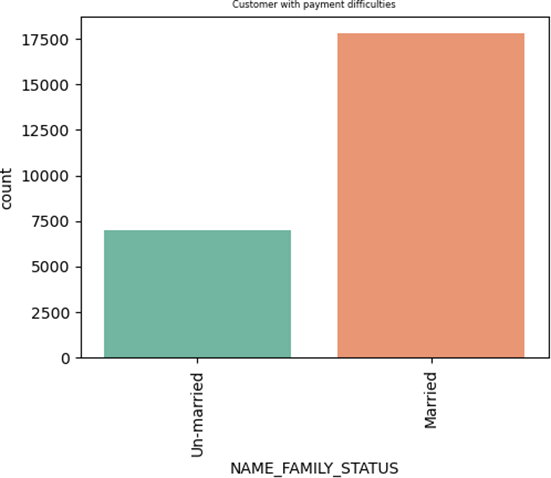 Customer with payment difficulties
17500
15000
12500
10000
7500
5000
2500
0
count
Un-married
Married
NAME_FAMILY_STATUS